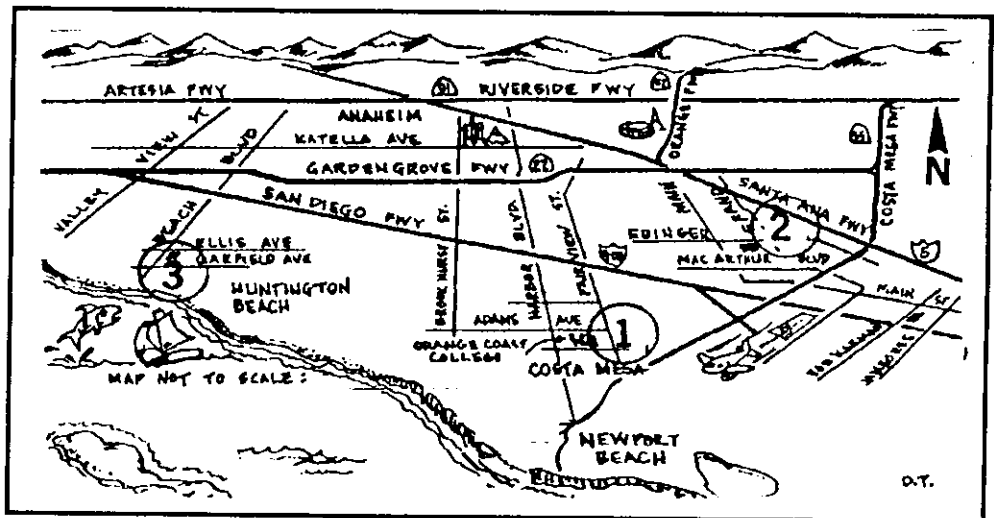 ARTESIA FWY
91
RIVERSIDE FWY
57
ORANGE FWY
55
COSTA MESA FWY
N
ANAHEIM
KATELLA AVE
GARDENGROVE FWY
22
VALLEY VIEW ST
BEACH BLVD
SAN DIEGO FWY
BROOKHURST ST.
HARBOR BLVD
FAIRVIEW ST.
MAIN
GRAND
SANTA ANA FWY
5
EDINGER
2
MAC ARTHUR BLVD
MAIN ST
ELLIS AVE
GARFIELD AVE
3
HUNTINGTON
BEACH
ADAMS AVE
ORANGE COAST
COLLEGE
1
COSTA MESA
MAP NOT TO SCALE:
NEWPORT
BEACH
D.T.